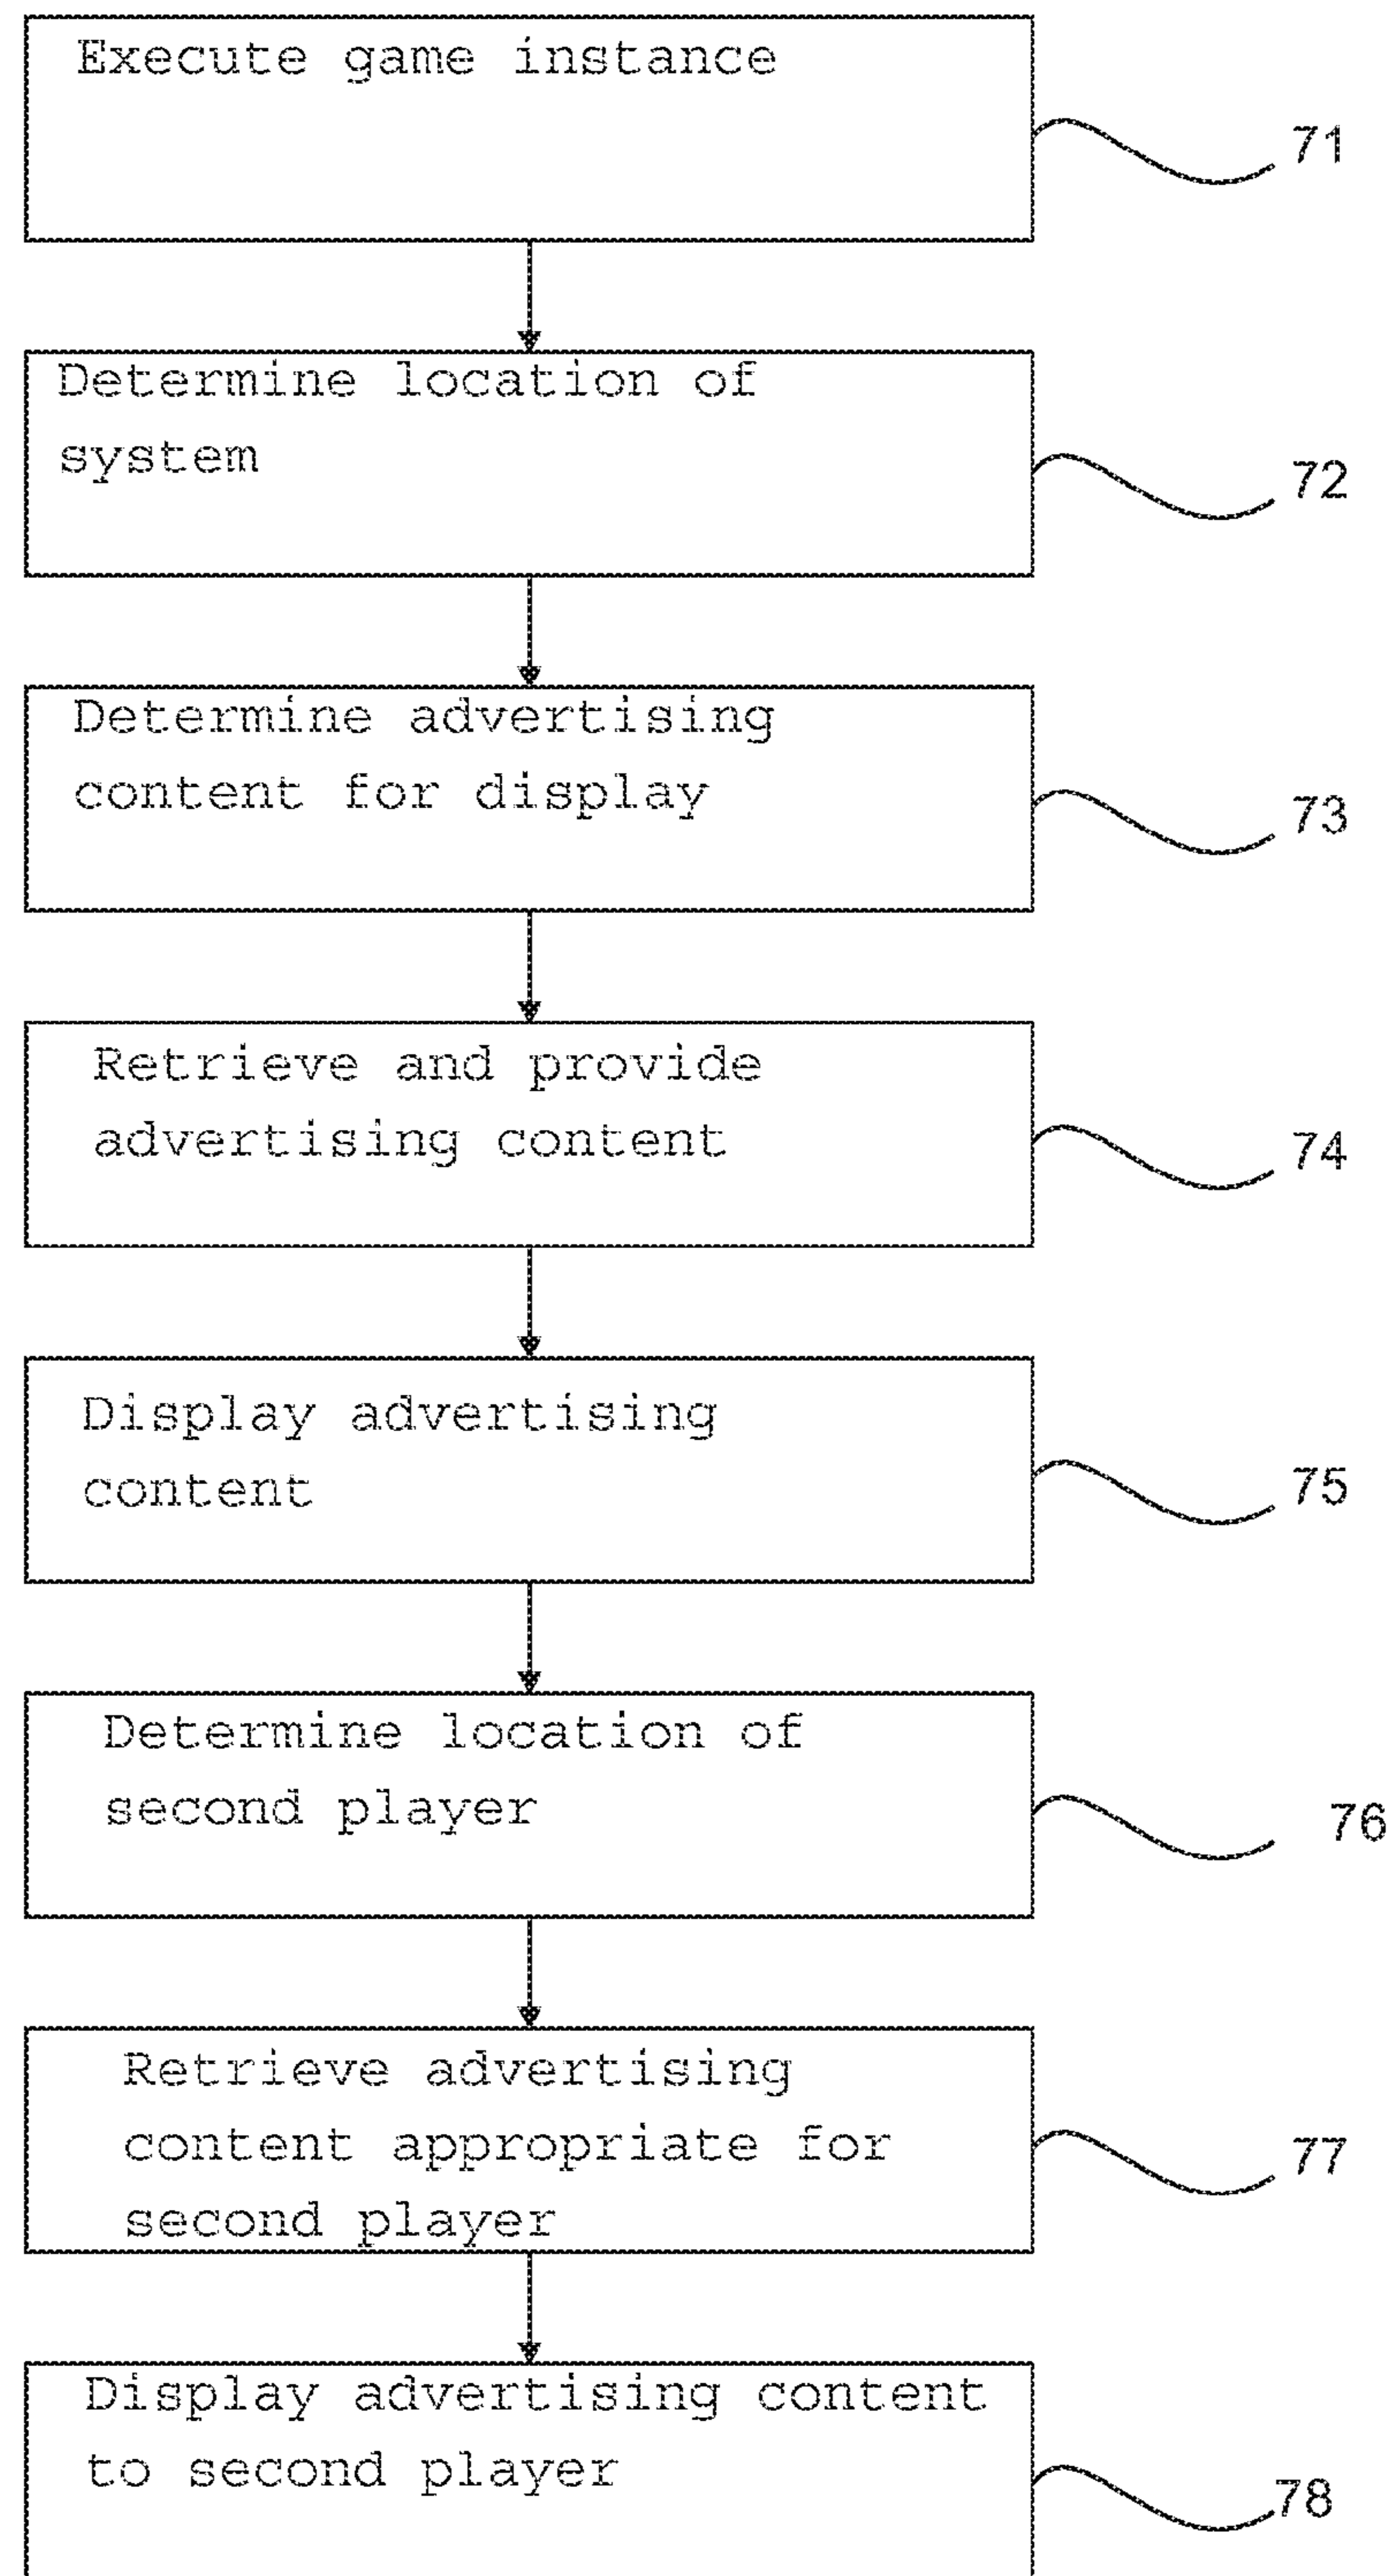 Execute game instance
71
Determine location of
system
72
Determine advertising
content for display
73
Retrieve and provide
advertising content
74
Display advertising
content
75
Determine location of
second player
76
Retrieve advertising
content appropriate for
second player
77
Display advertising content
to second player
78